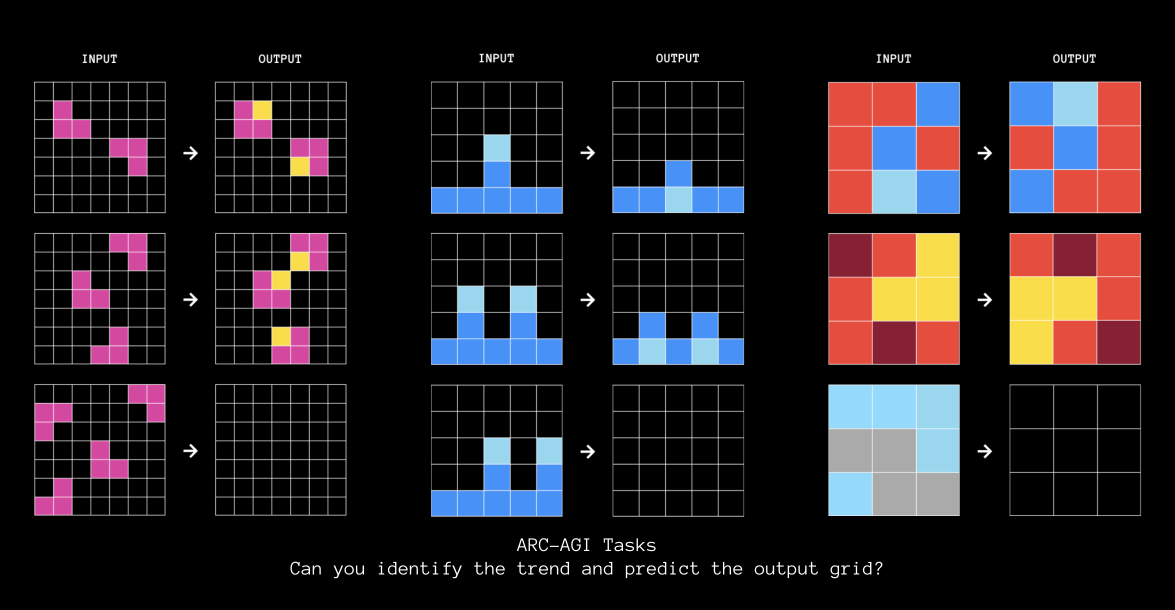 INPUT OUTPUT INPUT OUTPUT INPUT OUTPUT
ARC-AGI Tasks
Can you identify the trend and predict the output grid?